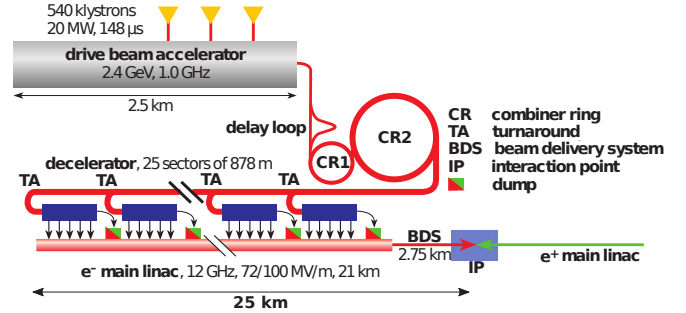 540 klystrons
20 MW, 148 µs
drive beam accelerator
2.4 GeV, 1.0 GHz
2.5 km
delay loop
CR1
CR2
CR combiner ring
TA turnaround
BDS beam delivery system
IP interaction point
dump
decelerator, 25 sectors of 878 m
TA TA TA TA
BDS
2.75 km
IP
e⁺ main linac
e⁻ main linac, 12 GHz, 72/100 MV/m, 21 km
25 km